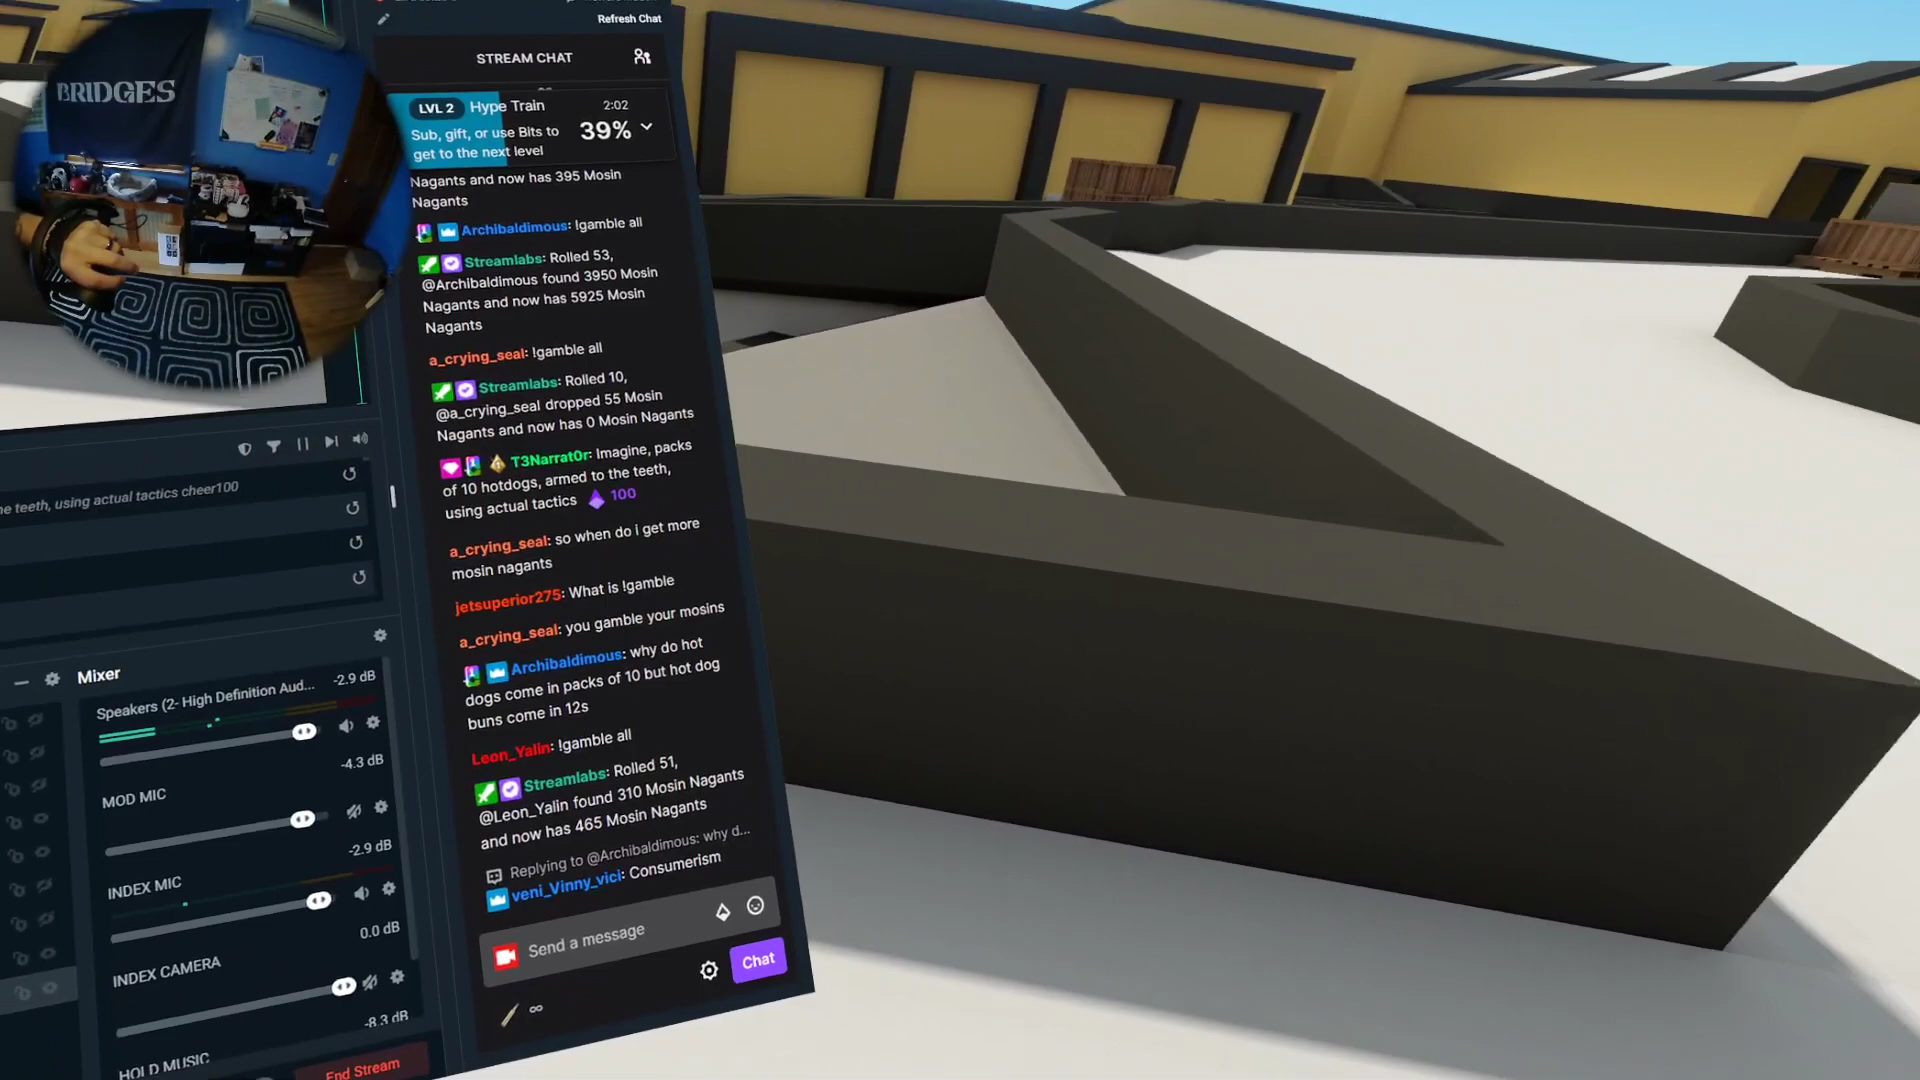 BRIDGES
Refresh Chat
STREAM CHAT
LVL 2 Hype Train 2:02
Sub, gift, or use Bits to
get to the next level
39%
Nagants and now has 395 Mosin
Nagants
Archibaldimous: !gamble all
Streamlabs: Rolled 53,
@Archibaldimous found 3950 Mosin
Nagants and now has 5925 Mosin
Nagants
a_crying_seal: !gamble all
Streamlabs: Rolled 10,
@a_crying_seal dropped 55 Mosin
Nagants and now has 0 Mosin Nagants
T3Narrat0r: Imagine, packs
of 10 hotdogs, armed to the teeth,
using actual tactics 100
a_crying_seal: so when do i get more
mosin nagants
jetsuperior275: What is !gamble
a_crying_seal: you gamble your mosins
Archibaldimous: why do hot
dogs come in packs of 10 but hot dog
buns come in 12s
Leon_Yalin: !gamble all
Streamlabs: Rolled 51,
@Leon_Yalin found 310 Mosin Nagants
and now has 465 Mosin Nagants
Replying to @Archibaldimous: why d...
veni_Vinny_vici: Consumerism
Send a message
Chat
∞
he teeth, using actual tactics cheer100
Mixer
Speakers (2- High Definition Aud... -2.9 dB
MOD MIC -4.3 dB
INDEX MIC -2.9 dB
INDEX CAMERA 0.0 dB
HOLD MUSIC -8.3 dB
End Stream